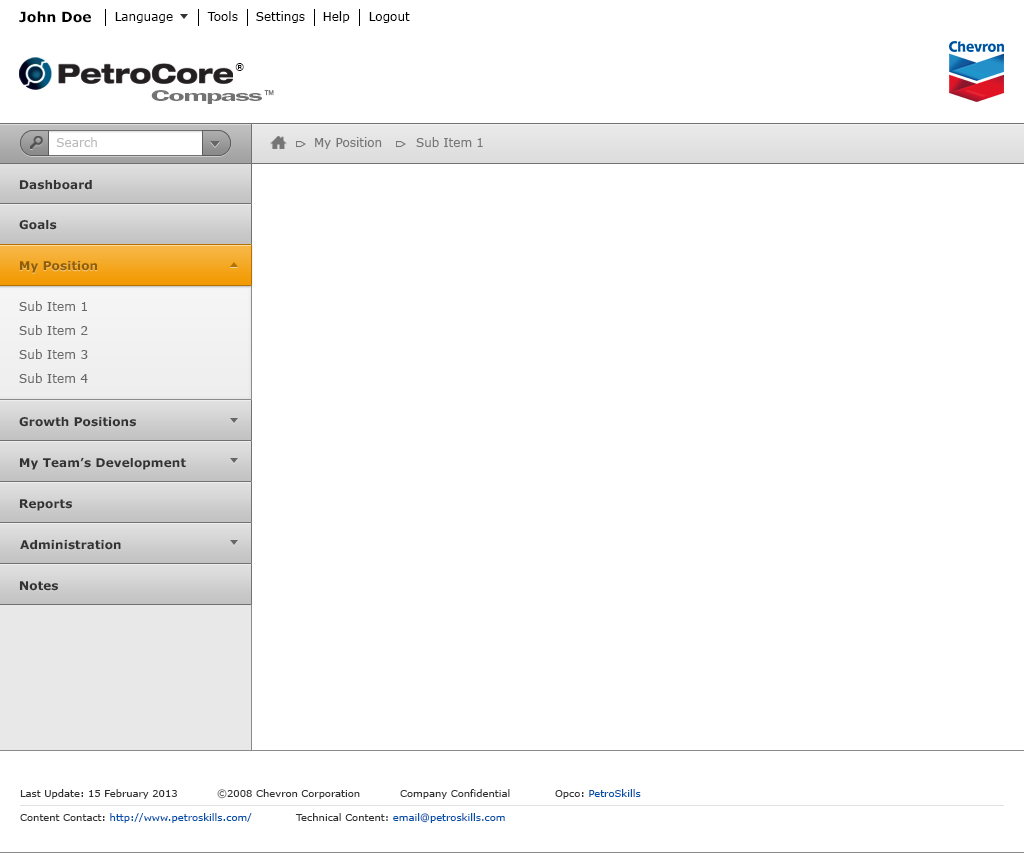 John Doe Language Tools Settings Help Logout
Chevron
PetroCore®
Compass™
Search
My Position Sub Item 1
Dashboard
Goals
My Position
Sub Item 1
Sub Item 2
Sub Item 3
Sub Item 4
Growth Positions
My Team's Development
Reports
Administration
Notes
Last Update: 15 February 2013 ©2008 Chevron Corporation Company Confidential Opco: PetroSkills
Content Contact: http://www.petroskills.com/ Technical Content: email@petroskills.com